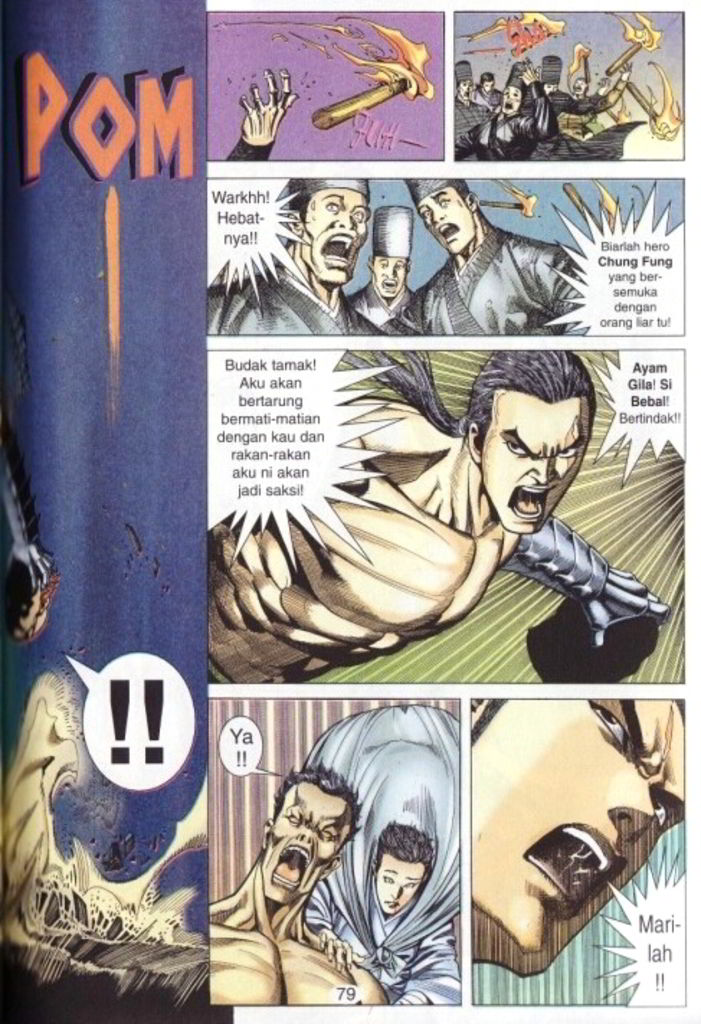 POM
!!
Warkhh!
Hebat-
nya!!
Biarlah hero
Chung Fung
yang ber-
semuka
dengan
orang liar tu!
Budak tamak!
Aku akan
bertarung
bermati-matian
dengan kau dan
rakan-rakan
aku ni akan
jadi saksi!
Ayam
Gila! Si
Bebal!
Bertindak!!
Ya
!!
Mari-
lah
!!
79